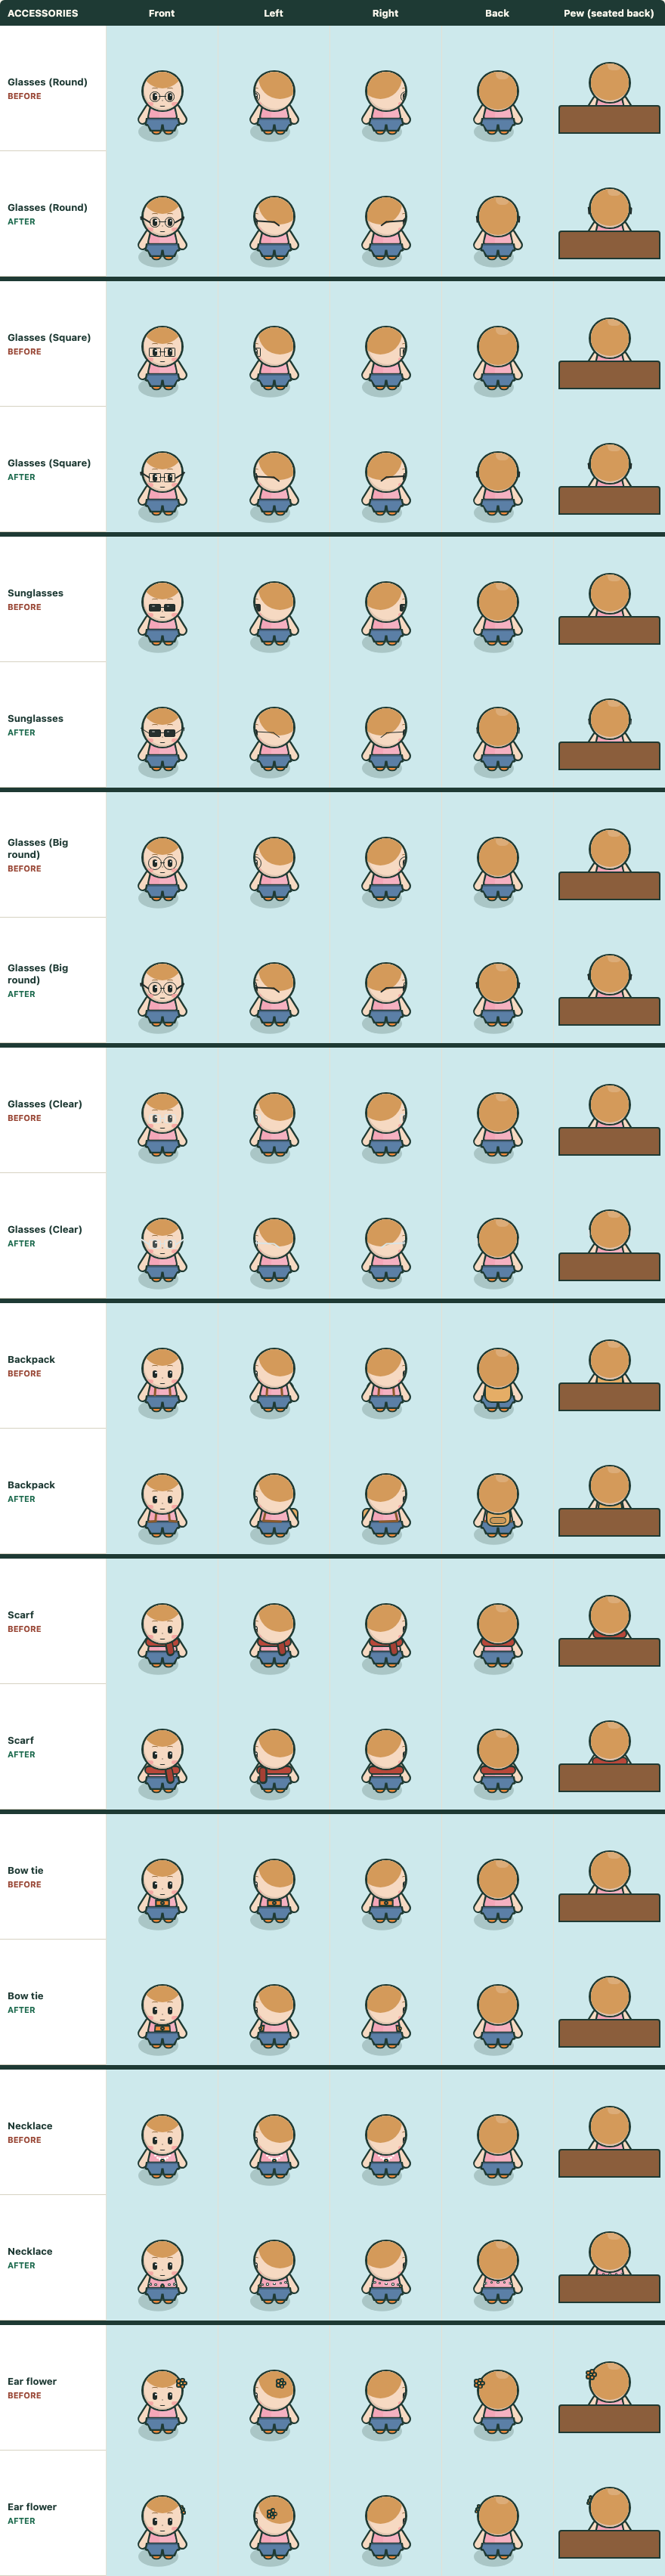 ACCESSORIES Front Left Right Back Pew (seated back)
Glasses (Round)
BEFORE
Glasses (Round)
AFTER
Glasses (Square)
BEFORE
Glasses (Square)
AFTER
Sunglasses
BEFORE
Sunglasses
AFTER
Glasses (Big
round)
BEFORE
Glasses (Big
round)
AFTER
Glasses (Clear)
BEFORE
Glasses (Clear)
AFTER
Backpack
BEFORE
Backpack
AFTER
Scarf
BEFORE
Scarf
AFTER
Bow tie
BEFORE
Bow tie
AFTER
Necklace
BEFORE
Necklace
AFTER
Ear flower
BEFORE
Ear flower
AFTER